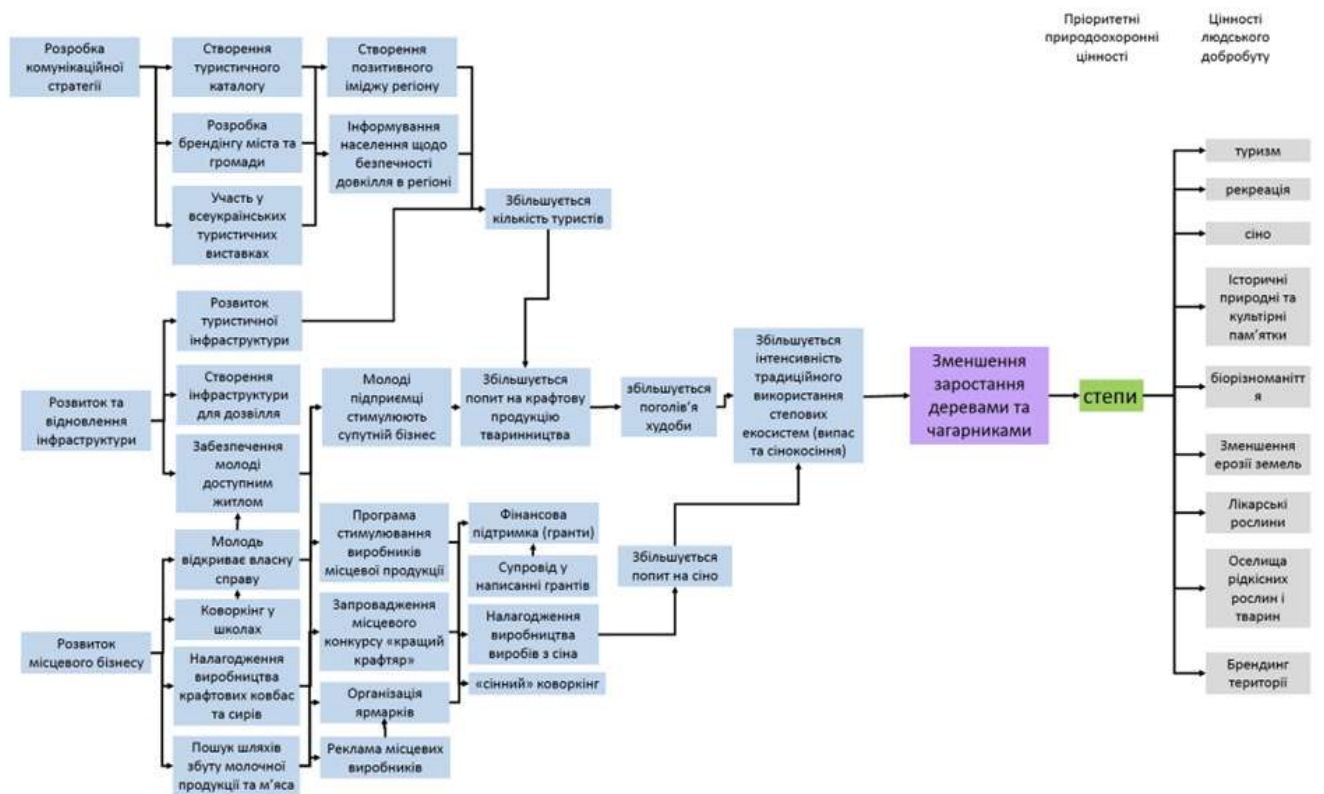 Пріоритетні
природоохоронні
цінності
Цінності
людського
добробуту
Розробка
комунікаційної
стратегії
Створення
туристичного
каталогу
Розробка
брендінгу міста та
громади
Участь у
всеукраїнських
туристичних
виставках
Створення
позитивного
іміджу регіону
Інформування
населення щодо
безпечності
довкілля в регіоні
Збільшується
кількість туристів
Розвиток та
відновлення
інфраструктури
Розвиток
туристичної
інфраструктури
Створення
інфраструктури
для дозвілля
Забезпечення
молоді
доступним
житлом
Молоді
підприємці
стимулюють
супутній бізнес
Збільшується
попит на крафтову
продукцію
тваринництва
збільшується
поголів’я
худоби
Збільшується
інтенсивність
традиційного
використання
степових
екосистем (випас
та сінокосіння)
Зменшення
заростання
деревами та
чагарниками
степи
Розвиток
місцевого бізнесу
Молодь
відкриває власну
справу
Коворкінг у
школах
Налагодження
виробництва
крафтових ковбас
та сирів
Пошук шляхів
збуту молочної
продукції та м’яса
Програма
стимулювання
виробників
місцевої продукції
Запровадження
місцевого
конкурсу «кращий
крафтяр»
Організація
ярмарків
Реклама місцевих
виробників
Фінансова
підтримка (гранти)
Супровід у
написанні грантів
Налагодження
виробництва
виробів з сіна
«сінний» коворкінг
Збільшується
попит на сіно
туризм
рекреація
сіно
Історичні
природні та
культірні
пам’ятки
біорізноманітт
я
Зменшення
ерозії земель
Лікарські
рослини
Оселища
рідкісних
рослин і
тварин
Брендинг
території